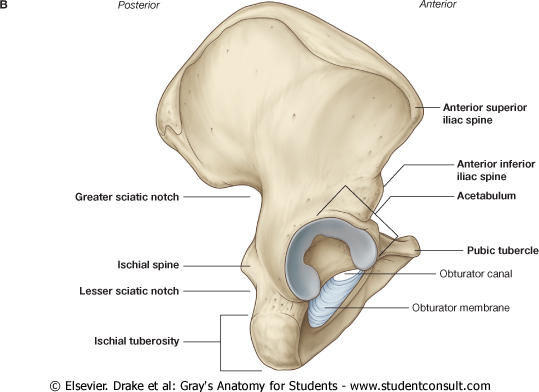 B
Posterior
Anterior
Anterior superior
iliac spine
Anterior inferior
iliac spine
Greater sciatic notch
Acetabulum
Pubic tubercle
Ischial spine
Obturator canal
Lesser sciatic notch
Obturator membrane
Ischial tuberosity
© Elsevier. Drake et al: Gray's Anatomy for Students - www.studentconsult.com